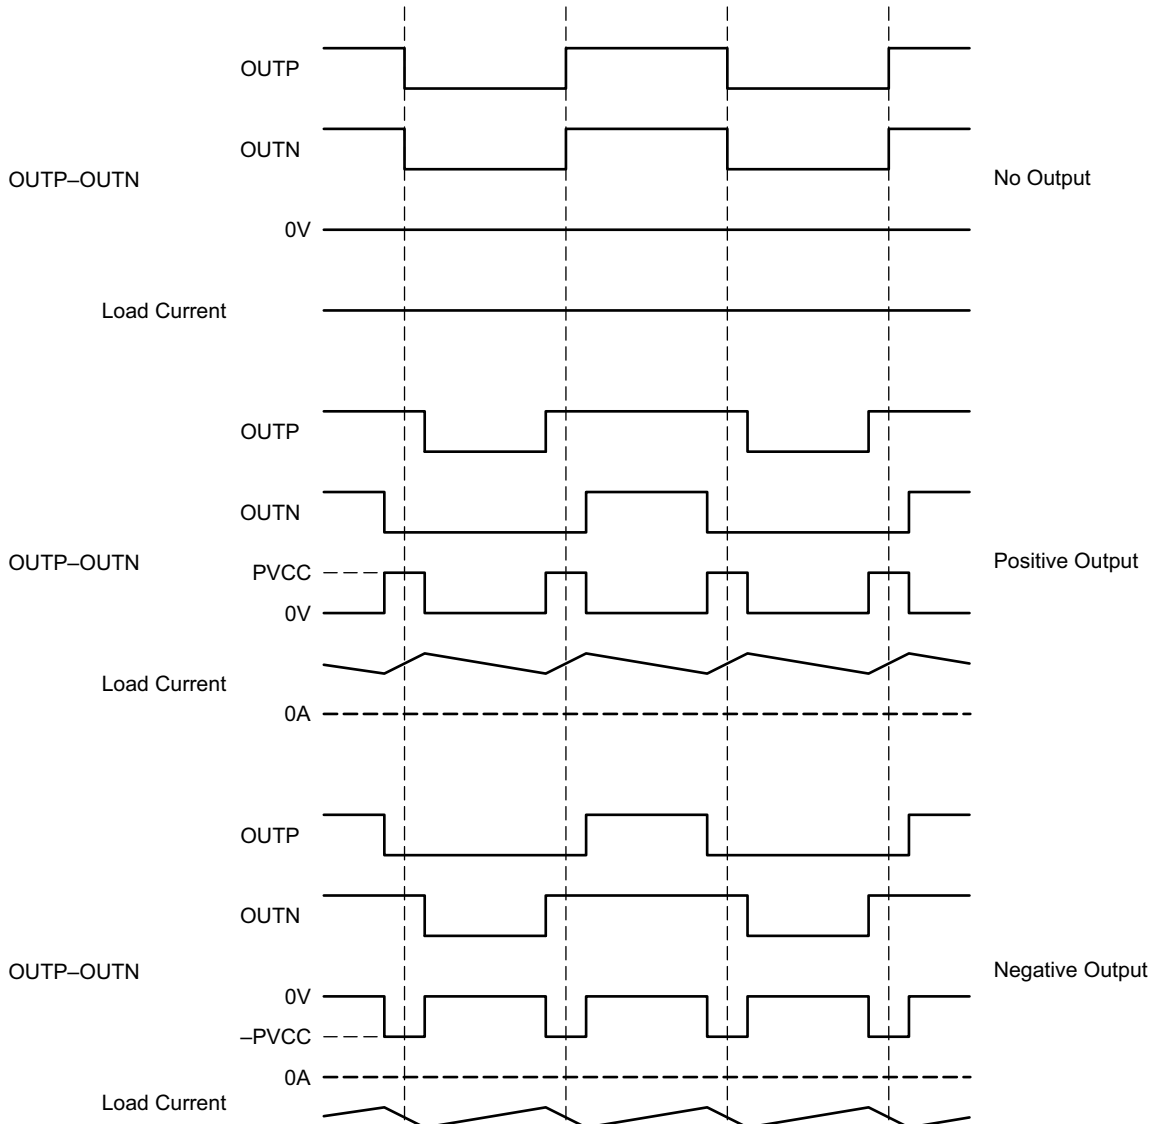 OUTP
OUTN
OUTP–OUTN
No Output
0V
Load Current
OUTP
OUTN
OUTP–OUTN
Positive Output
PVCC
0V
Load Current
0A
OUTP
OUTN
OUTP–OUTN
Negative Output
0V
–PVCC
0A
Load Current